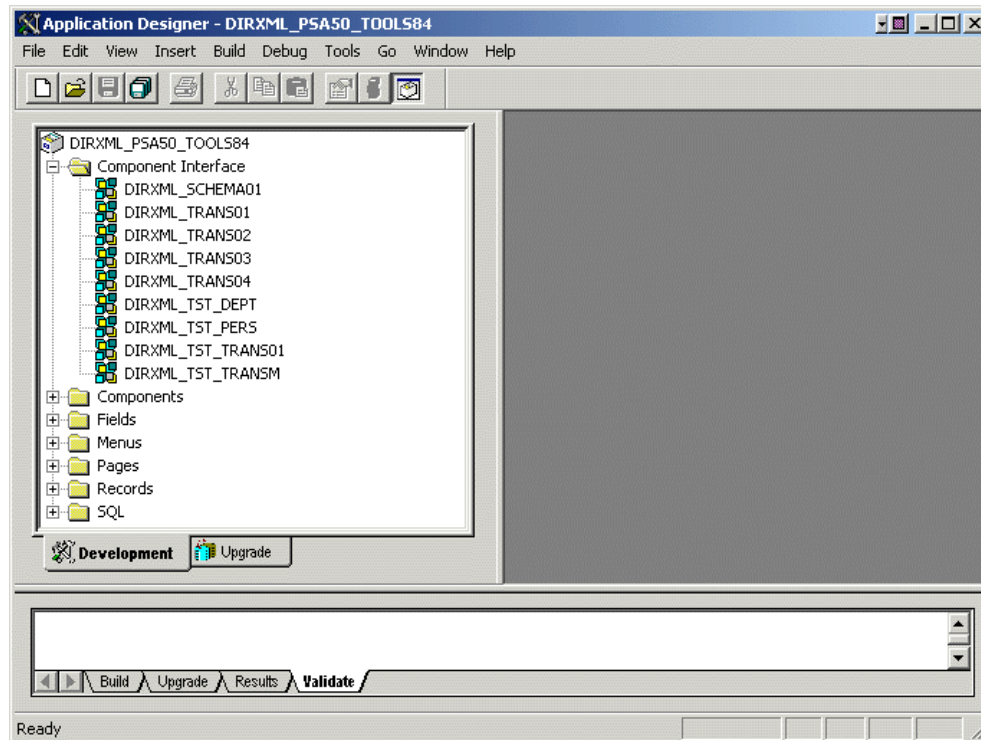 Application Designer - DIRXML_PSA50_TOOLS84
File Edit View Insert Build Debug Tools Go Window Help
DIRXML_PSA50_TOOLS84
Component Interface
DIRXML_SCHEMA01
DIRXML_TRANS01
DIRXML_TRANS02
DIRXML_TRANS03
DIRXML_TRANS04
DIRXML_TST_DEPT
DIRXML_TST_PERS
DIRXML_TST_TRANS01
DIRXML_TST_TRANSM
Components
Fields
Menus
Pages
Records
SQL
Development Upgrade
Build Upgrade Results Validate
Ready